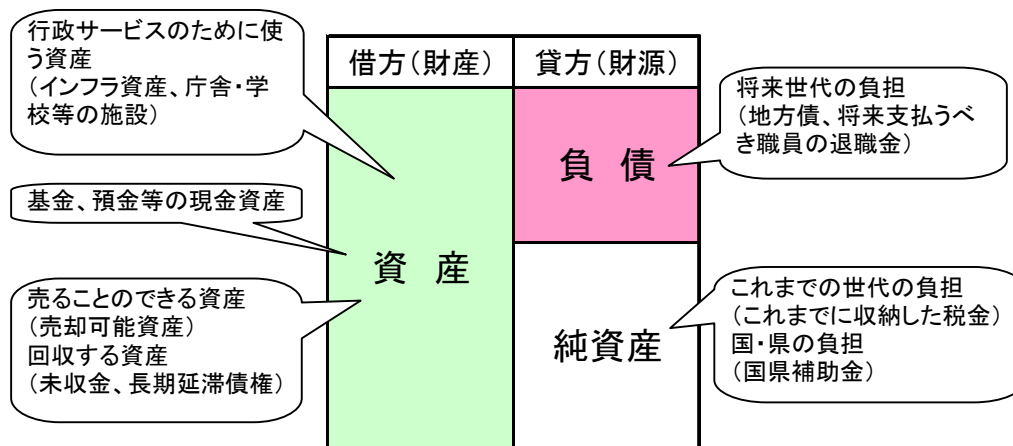 行政サービスのために使
う資産
(インフラ資産、庁舎・学
校等の施設)
基金、預金等の現金資産
売ることのできる資産
(売却可能資産)
回収する資産
(未収金、長期延滞債権)
借方(財産)
貸方(財源)
資 産
負 債
純資産
将来世代の負担
(地方債、将来支払うべ
き職員の退職金)
これまでの世代の負担
(これまでに収納した税金)
国・県の負担
(国県補助金)